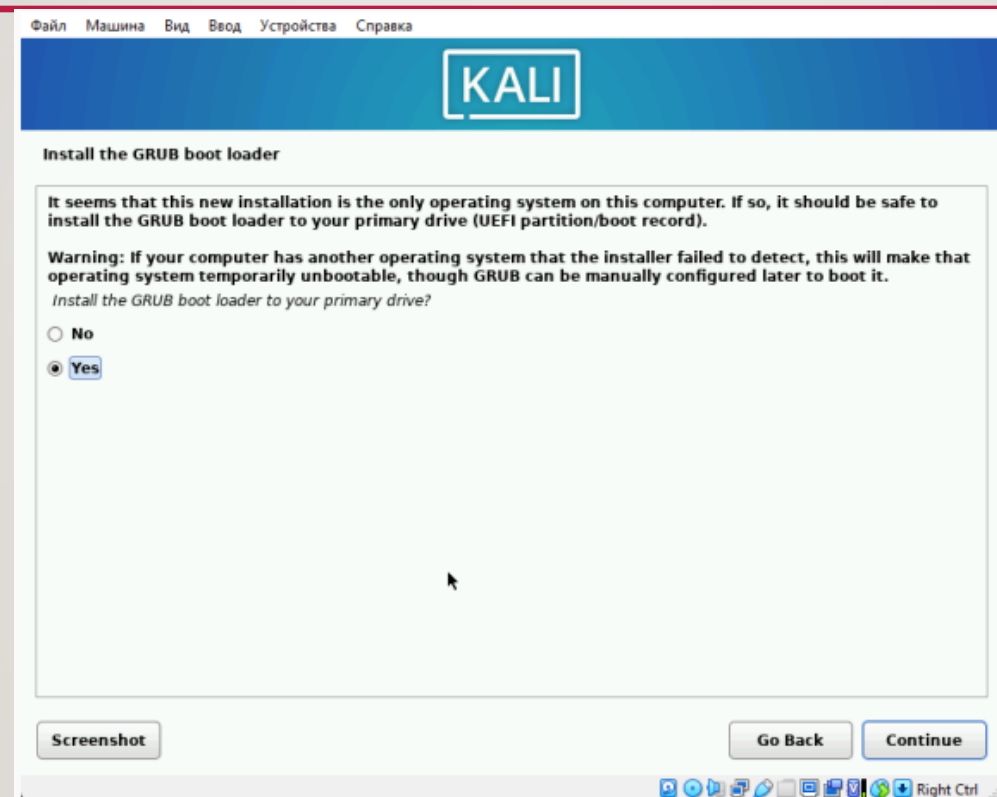 Файл Машина Вид Ввод Устройства Справка
KALI
Install the GRUB boot loader
It seems that this new installation is the only operating system on this computer. If so, it should be safe to
install the GRUB boot loader to your primary drive (UEFI partition/boot record).
Warning: If your computer has another operating system that the installer failed to detect, this will make that
operating system temporarily unbootable, though GRUB can be manually configured later to boot it.
Install the GRUB boot loader to your primary drive?
No
Yes
Screenshot Go Back Continue
Right Ctrl